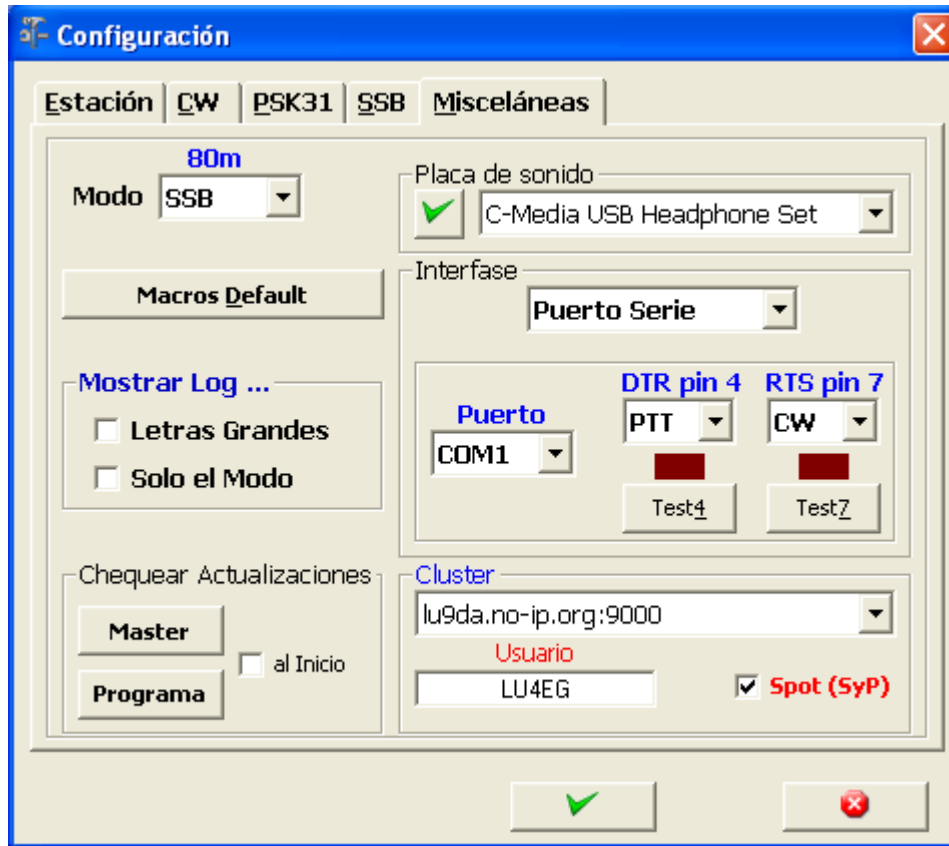 Configuración
Estación CW PSK31 SSB Misceláneas
80m
Modo SSB
Macros Default
Mostrar Log ...
Letras Grandes
Solo el Modo
Chequear Actualizaciones
Master
al Inicio
Programa
Placa de sonido
C-Media USB Headphone Set
Interfase
Puerto Serie
DTR pin 4 RTS pin 7
Puerto
PTT CW
COM1
Test4 Test7
Cluster
lu9da.no-ip.org:9000
Usuario
LU4EG
Spot (SyP)